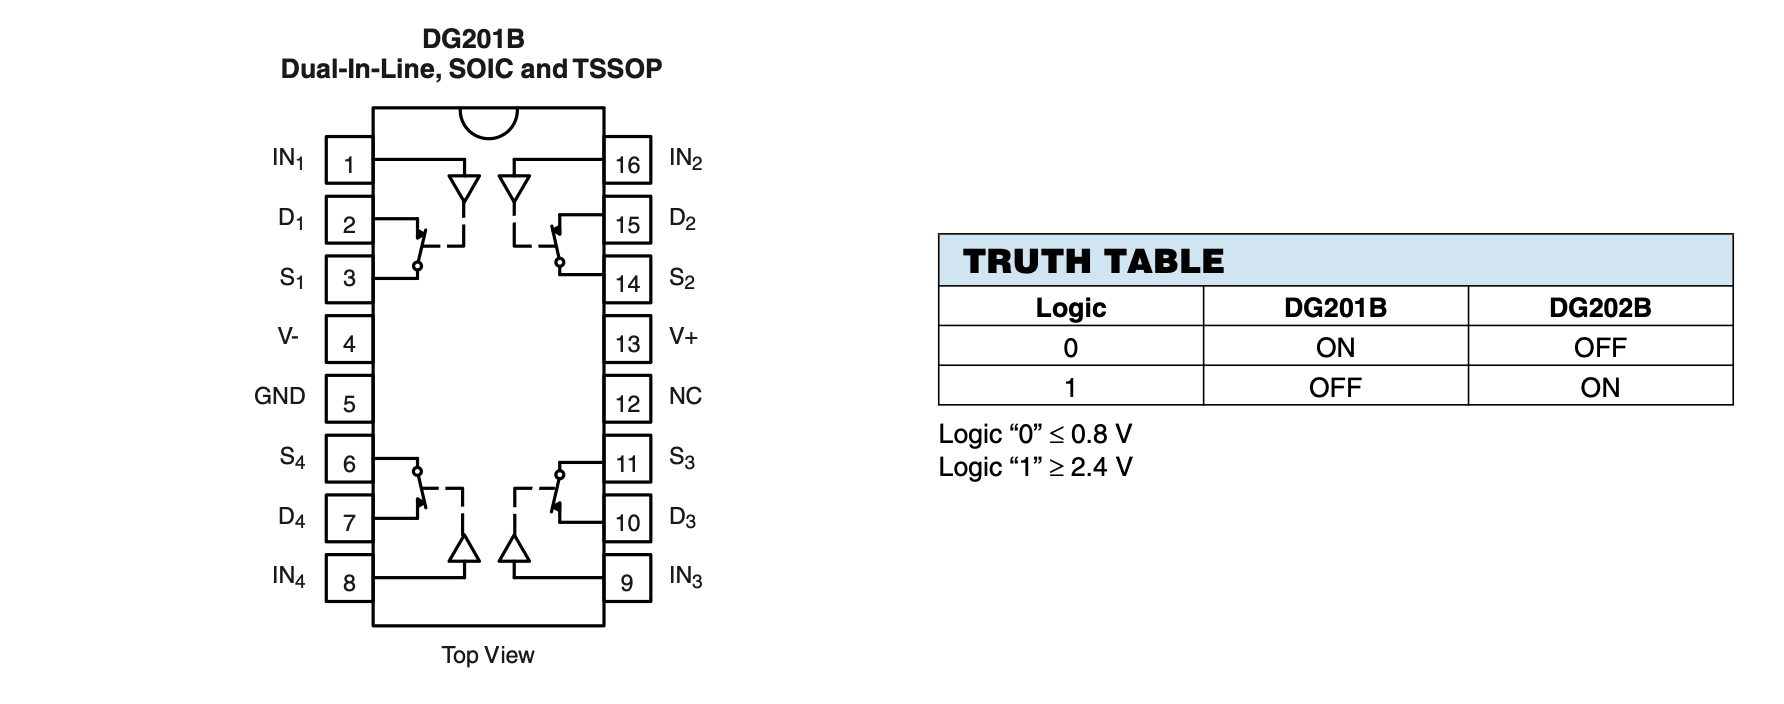 DG201B
Dual-In-Line, SOIC and TSSOP
IN1 1 16 IN2
D1 2 15 D2
S1 3 14 S2
V- 4 13 V+
GND 5 12 NC
S4 6 11 S3
D4 7 10 D3
IN4 8 9 IN3
Top View
TRUTH TABLE
Logic DG201B DG202B
0 ON OFF
1 OFF ON
Logic “0” ≤ 0.8 V
Logic “1” ≥ 2.4 V